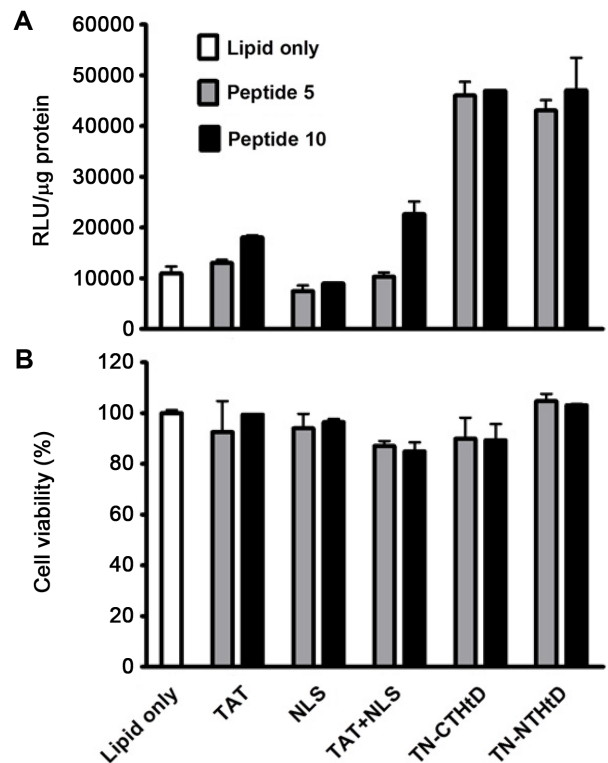 A
RLU/μg protein
60000
50000
40000
30000
20000
10000
0
Lipid only
Peptide 5
Peptide 10
B
Cell viability (%)
120
100
80
60
40
20
0
Lipid only
TAT
NLS
TAT+NLS
TN-CTHtD
TN-NTHtD